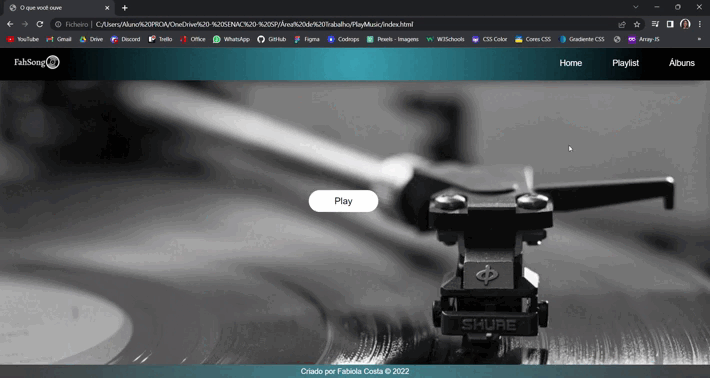 O que você ouve
Ficheiro C:/Users/Aluno%20PROA/OneDrive%20-%20SENAC%20-%20SP/Área%20de%20Trabalho/PlayMusic/index.html
YouTube Gmail Drive Discord Trello Office WhatsApp GitHub Figma Codrops Pexels - Imagens W3Schools CSS Color Cores CSS Gradiente CSS Array-JS »
FahSong Home Playlist Álbuns
Play
SHURE
Criado por Fabiola Costa © 2022